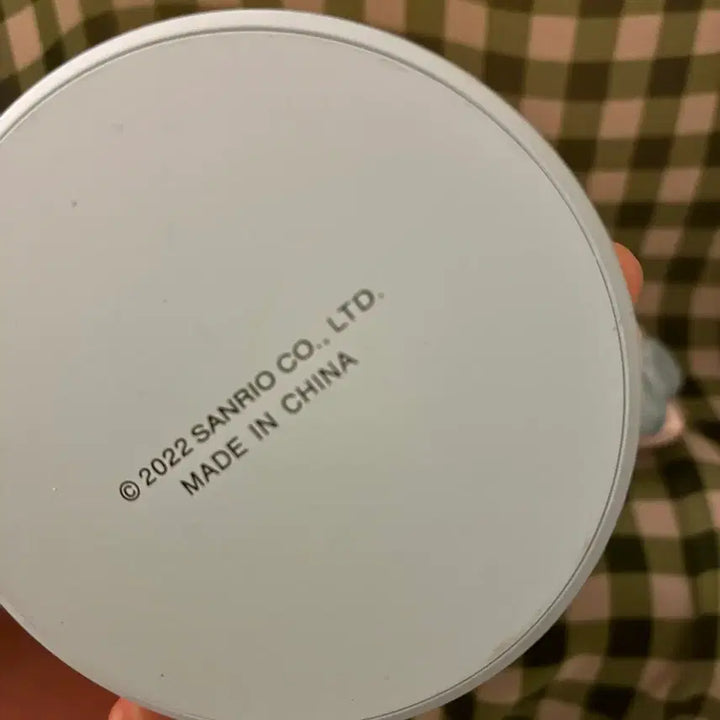 © 2022 SANRIO CO., LTD.
MADE IN CHINA